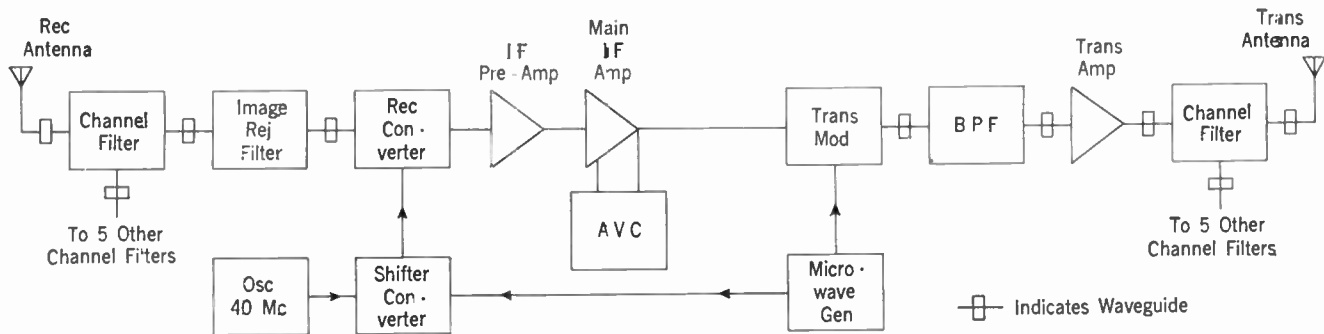 Rec
Antenna
Channel
Filter
To 5 Other
Channel Filters
Image
Rej
Filter
Rec
Con·
verter
IF
Pre-Amp
Main
IF
Amp
AVC
Osc
40 Mc
Shifter
Con·
verter
Trans
Mod
Micro·
wave
Gen
BPF
Trans
Amp
Channel
Filter
To 5 Other
Channel Filters
Trans
Antenna
Indicates Waveguide